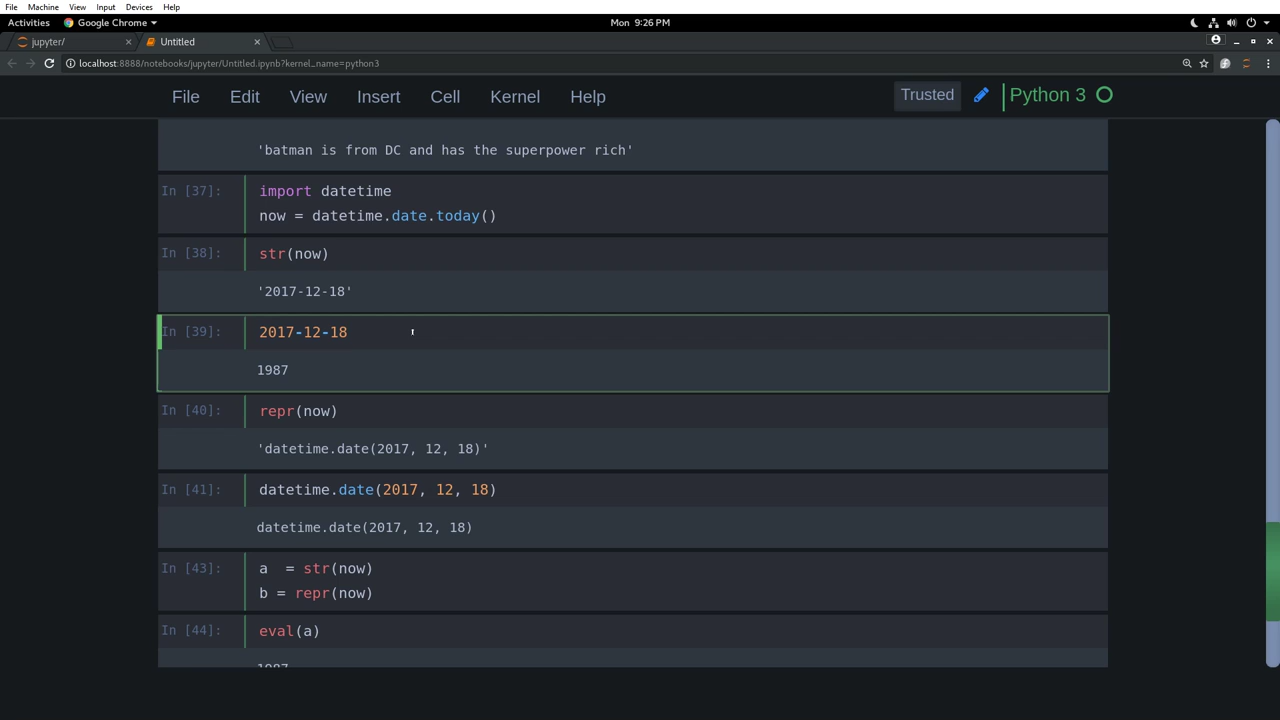 File Machine View Input Devices Help
Activities Google Chrome Mon 9:26 PM
jupyter/ Untitled
localhost:8888/notebooks/jupyter/Untitled.ipynb?kernel_name=python3
File Edit View Insert Cell Kernel Help Trusted Python 3
'batman is from DC and has the superpower rich'
In [37]: import datetime
now = datetime.date.today()
In [38]: str(now)
'2017-12-18'
In [39]: 2017-12-18
1987
In [40]: repr(now)
'datetime.date(2017, 12, 18)'
In [41]: datetime.date(2017, 12, 18)
datetime.date(2017, 12, 18)
In [43]: a  = str(now)
b = repr(now)
In [44]: eval(a)
1987